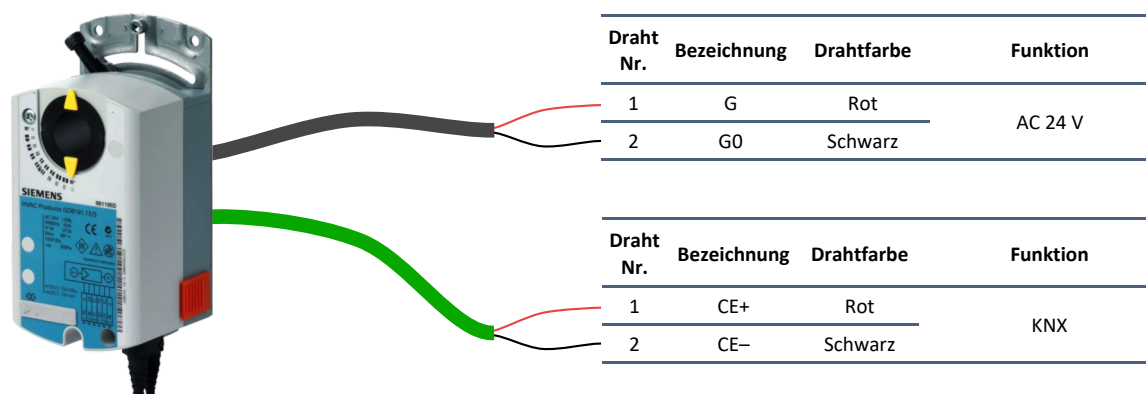 Draht Nr. Bezeichnung Drahtfarbe Funktion
1 G Rot AC 24 V
2 G0 Schwarz
Draht Nr. Bezeichnung Drahtfarbe Funktion
1 CE+ Rot KNX
2 CE– Schwarz
SIEMENS
HVAC Products